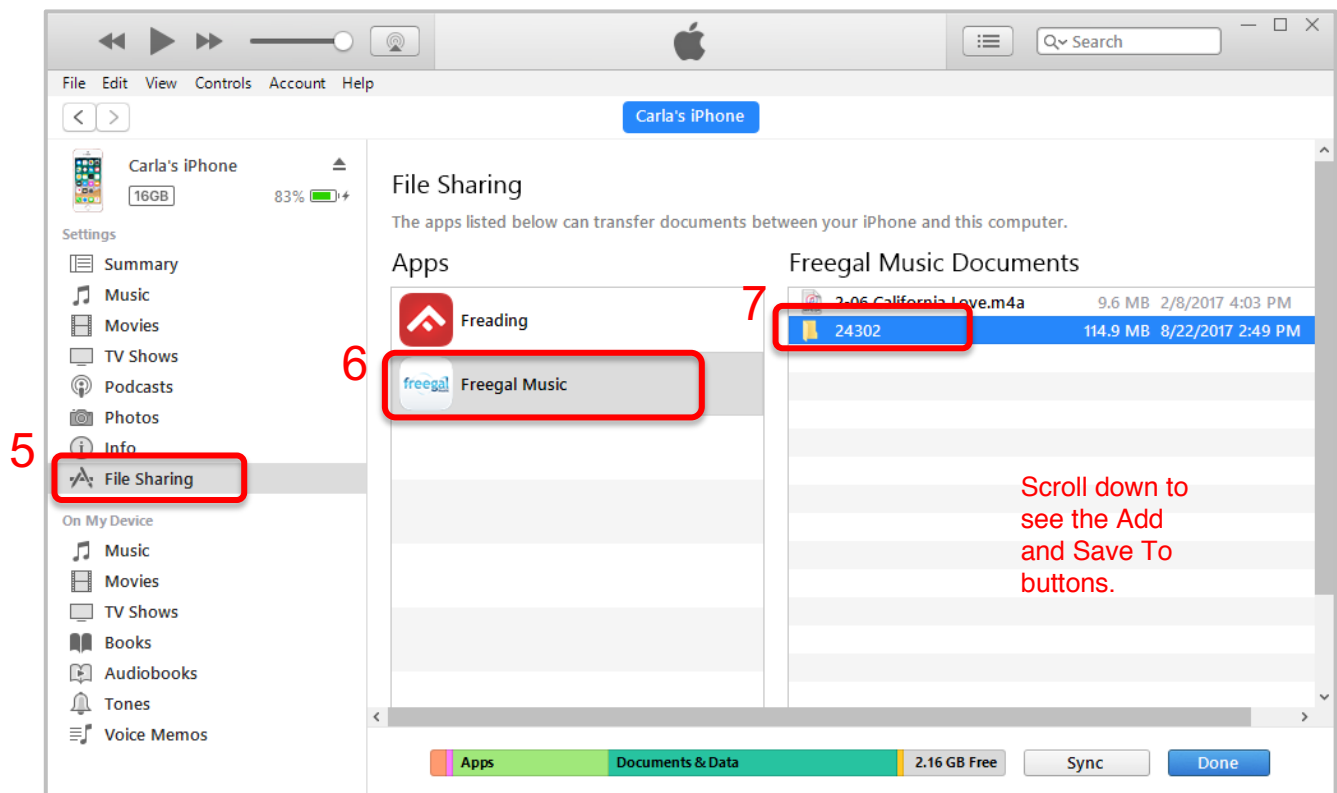 Search
File Edit View Controls Account Help
Carla's iPhone
Carla's iPhone
16GB
83%
Settings
Summary
Music
Movies
TV Shows
Podcasts
Photos
Info
5
File Sharing
On My Device
Music
Movies
TV Shows
Books
Audiobooks
Tones
Voice Memos
File Sharing
The apps listed below can transfer documents between your iPhone and this computer.
Apps
Freading
6
freegal Freegal Music
Freegal Music Documents
7
2-06 California Love.m4a 9.6 MB 2/8/2017 4:03 PM
24302 114.9 MB 8/22/2017 2:49 PM
Scroll down to
see the Add
and Save To
buttons.
Apps Documents & Data 2.16 GB Free Sync Done